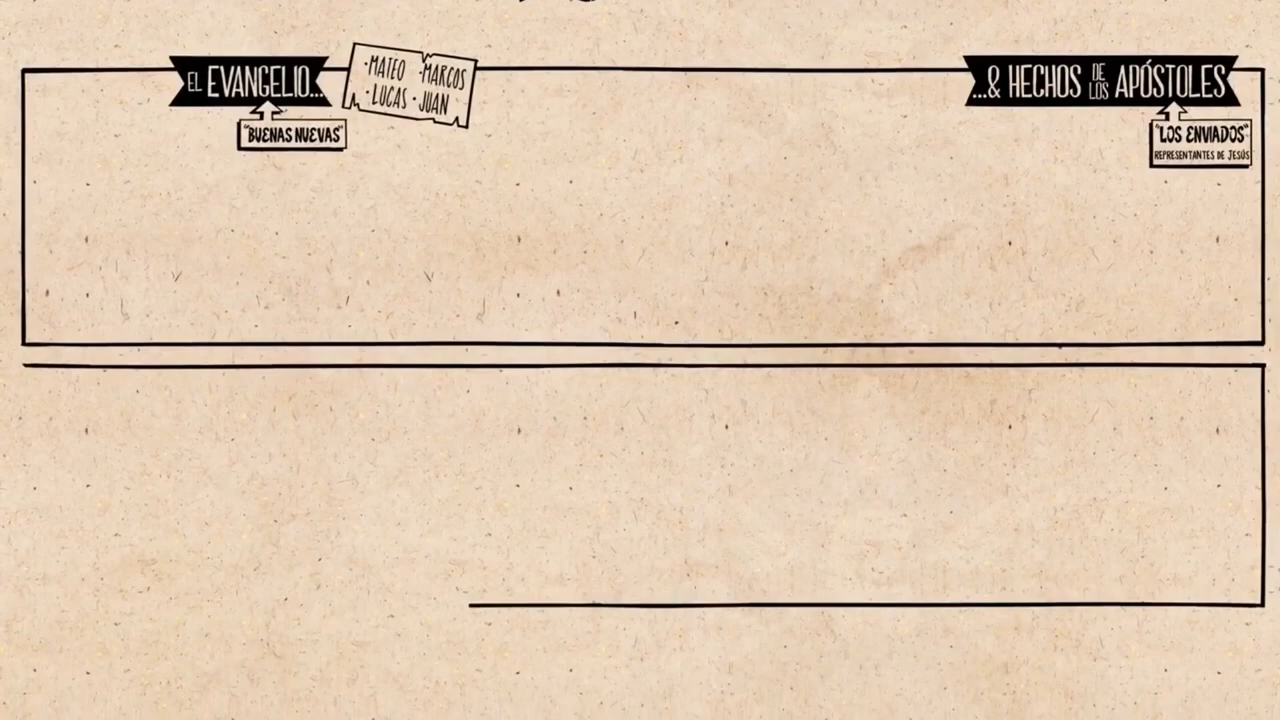 EL EVANGELIO...
·MATEO ·MARCOS
·LUCAS ·JUAN
"BUENAS NUEVAS"
...& HECHOS DE LOS APÓSTOLES
"LOS ENVIADOS"
REPRESENTANTES DE JESÚS